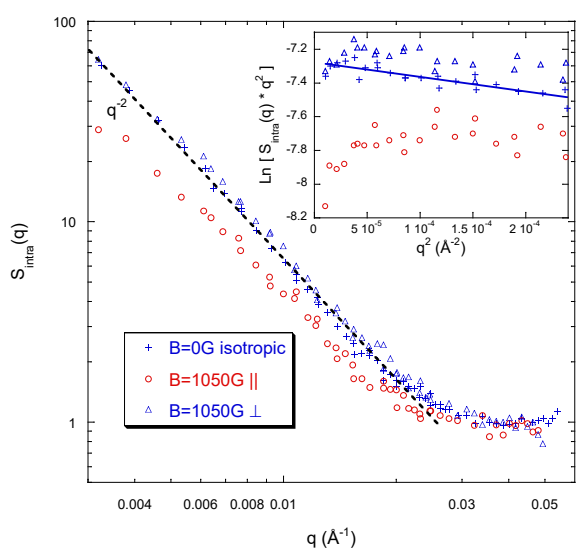 100
10
1
S_intra(q)
q^-2
0.004
0.006
0.008
0.01
0.03
0.05
q (Å^-1)
B=0G isotropic
B=1050G ||
B=1050G ⊥
-7.2
-7.4
-7.6
-7.8
-8
-8.2
Ln [ S_intra(q) * q^2 ]
0
5 10^-5
1 10^-4
1.5 10^-4
2 10^-4
q^2 (Å^-2)